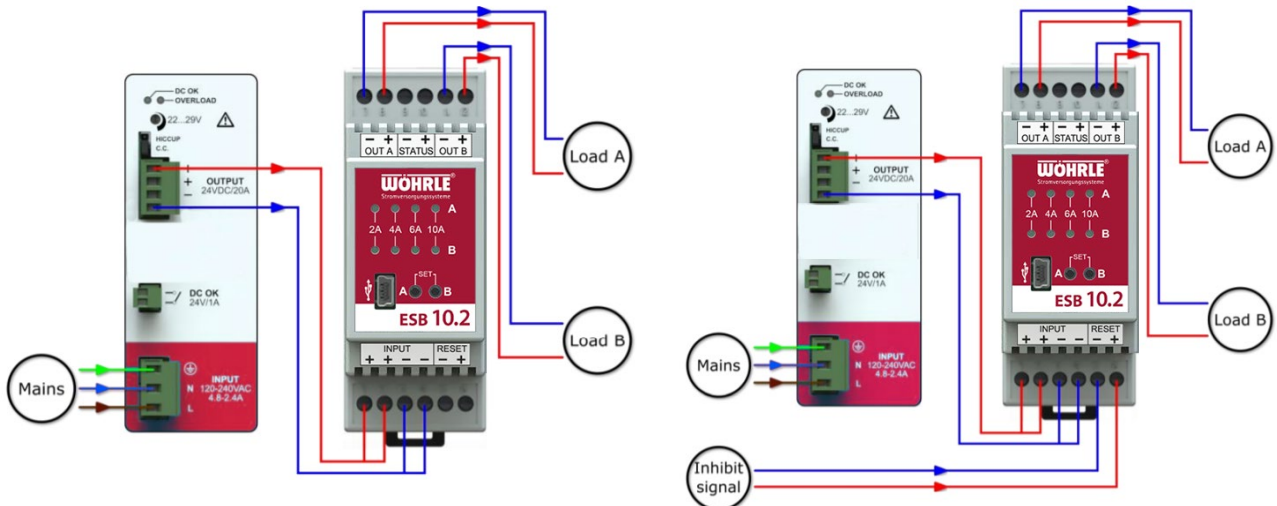 DC OK
OVERLOAD
22...29V
HICCUP
C.C.
+
+
−
OUTPUT
24VDC/20A
DC OK
24V/1A
INPUT
120-240VAC
4.8-2.4A
N
L
Mains
− + − + − +
OUT A STATUS OUT B
WÖHRLE®
Stromversorgungssysteme
A
2A 4A 6A 10A
B
SET
A B
ESB 10.2
INPUT RESET
+ + − − − +
Load A
Load B
DC OK
OVERLOAD
22...29V
HICCUP
C.C.
+
+
−
OUTPUT
24VDC/20A
DC OK
24V/1A
INPUT
120-240VAC
4.8-2.4A
N
L
Mains
− + − + − +
OUT A STATUS OUT B
WÖHRLE®
Stromversorgungssysteme
A
2A 4A 6A 10A
B
SET
A B
ESB 10.2
INPUT RESET
+ + − − − +
Load A
Load B
Inhibit
signal